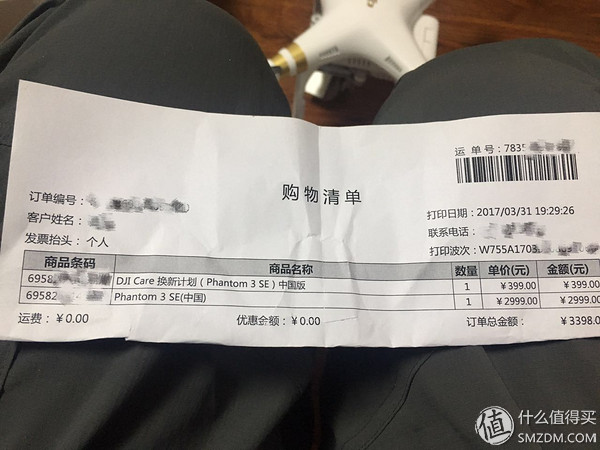 运 单 号：7835
购 物 清 单
订单编号：
客户姓名：
发票抬头：个人
打印日期：2017/03/31 19:29:26
联系电话：
打印波次：W755A1703
商品条码 商品名称 数量 单价(元) 金额(元)
6958 DJI Care 换新计划（Phantom 3 SE）中国版 1 ￥399.00 ￥399.00
69582 Phantom 3 SE(中国) 1 ￥2999.00 ￥2999.00
运费：￥0.00 优惠金额：￥0.00 订单总金额：￥3398.0
值 什么值得买
SMZDM.COM